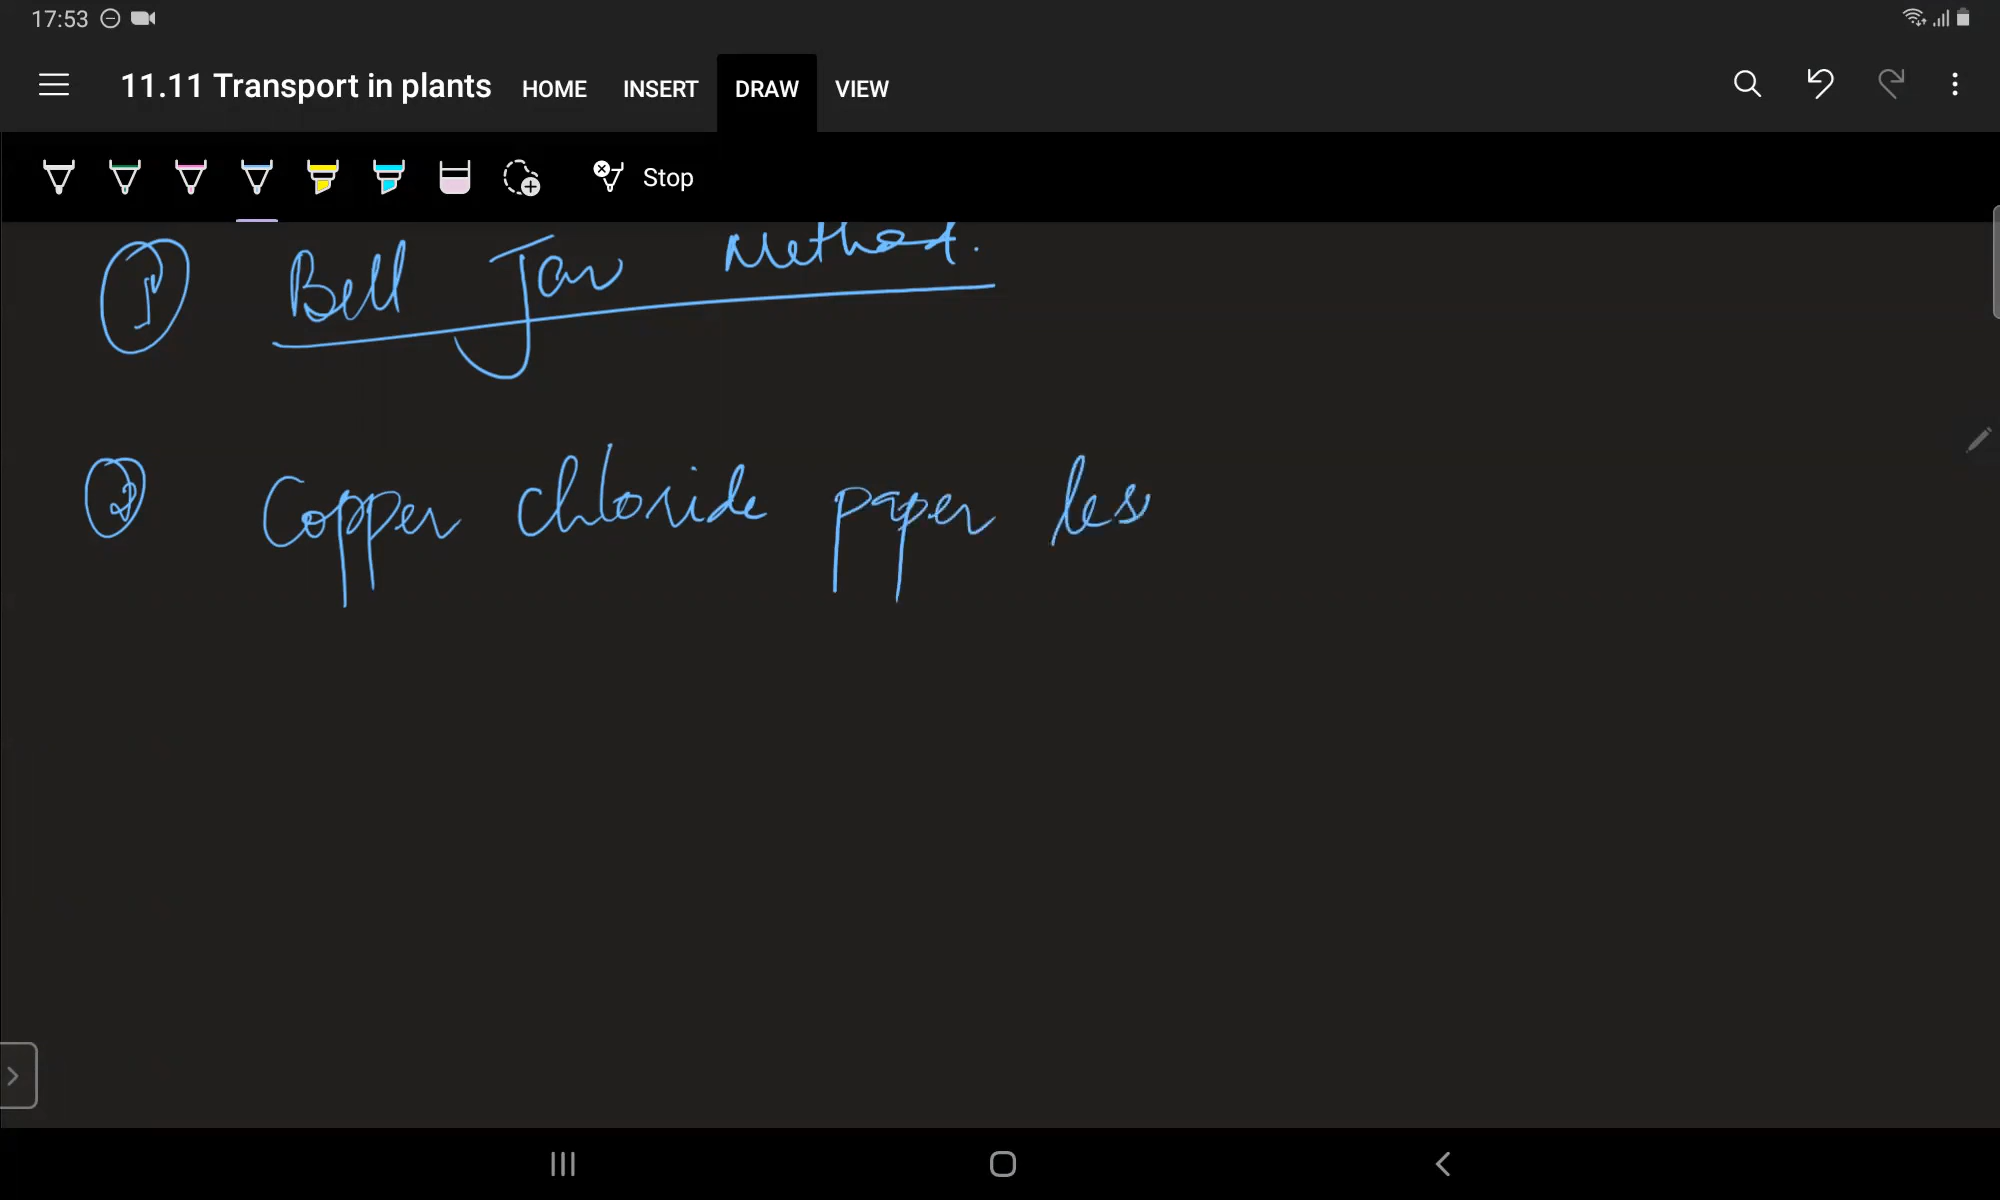 17:53
11.11 Transport in plants HOME INSERT DRAW VIEW
Stop
1 Bell Jar Method.
2 Copper chloride paper les